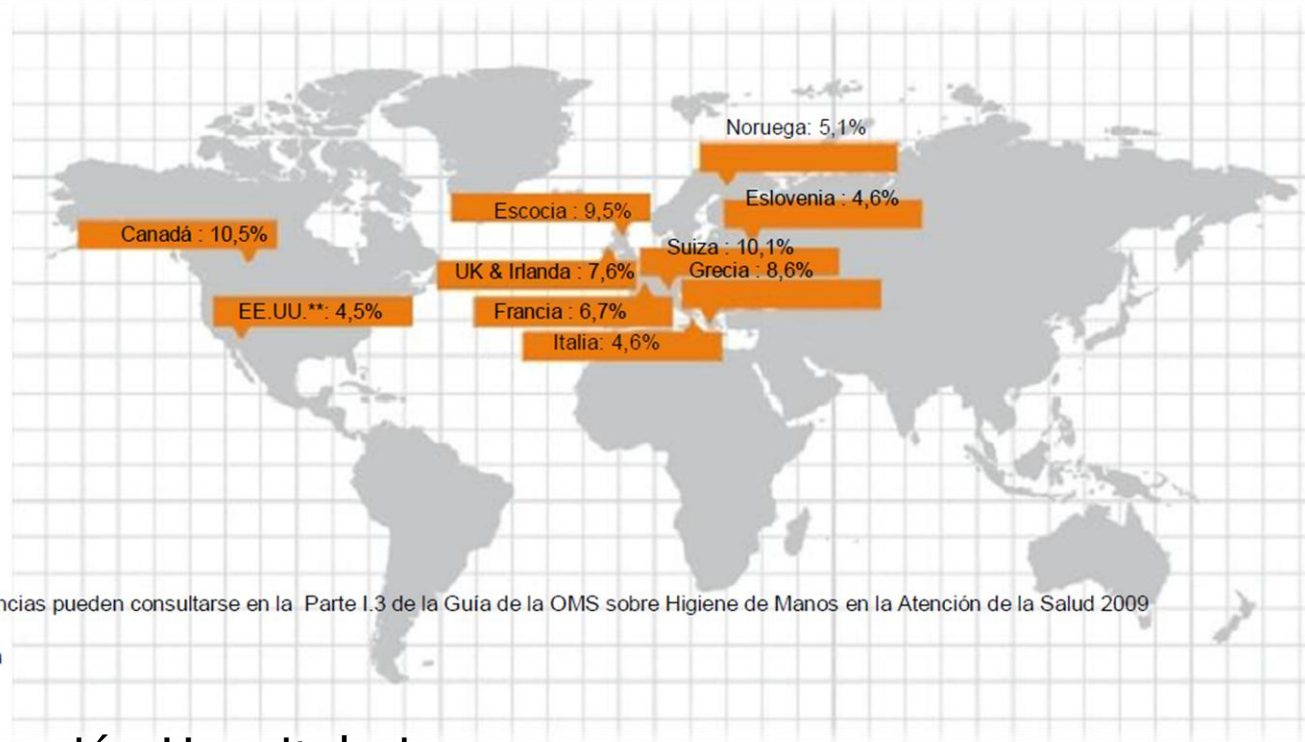 Noruega: 5,1%
Eslovenia : 4,6%
Escocia : 9,5%
Canadá : 10,5%
Suiza : 10,1%
UK & Irlanda : 7,6%
Grecia : 8,6%
EE.UU.**: 4,5%
Francia : 6,7%
Italia: 4,6%
pueden consultarse en la Parte I.3 de la Guía de la OMS sobre Higiene de Manos en la Atención de la Salud 2009